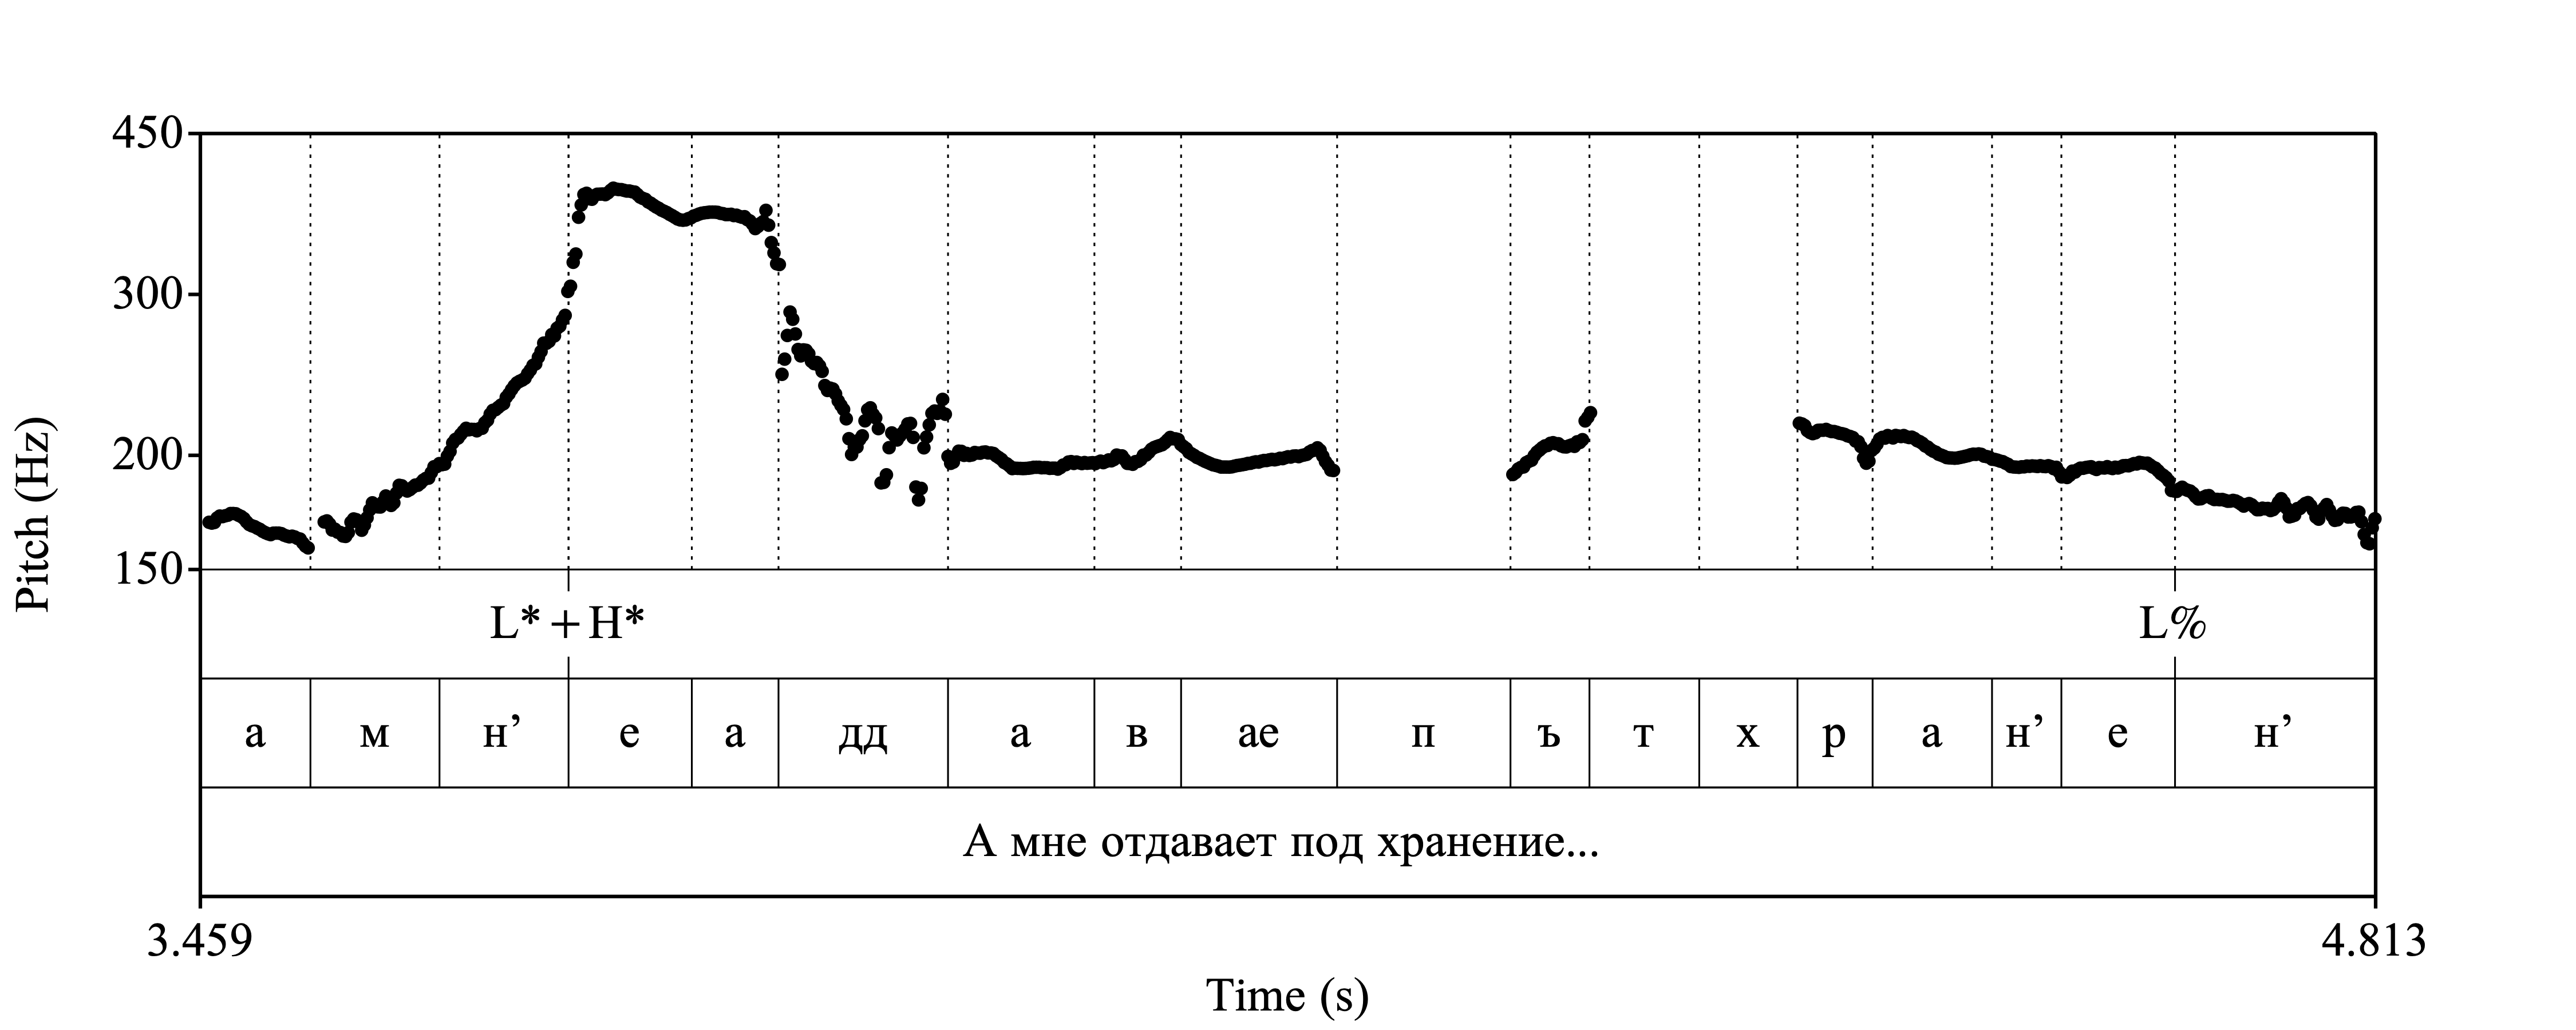 450
300
200
150
Pitch (Hz)
L*+H* L%
а м н’ е а дд а в ае п ъ т х р а н’ е н’
А мне отдавает под хранение...
3.459 4.813
Time (s)